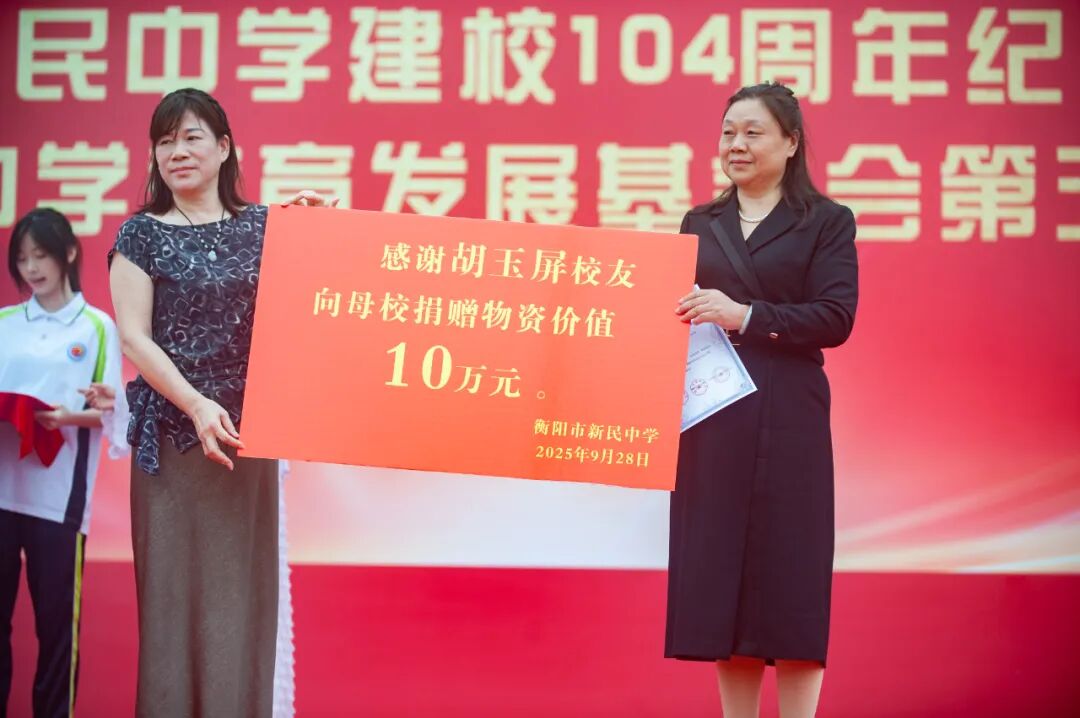 民中学建校104周年纪
中学 育发展基 会第五
感谢胡玉屏校友
向母校捐赠物资价值
10万元。
衡阳市新民中学
2025年9月28日